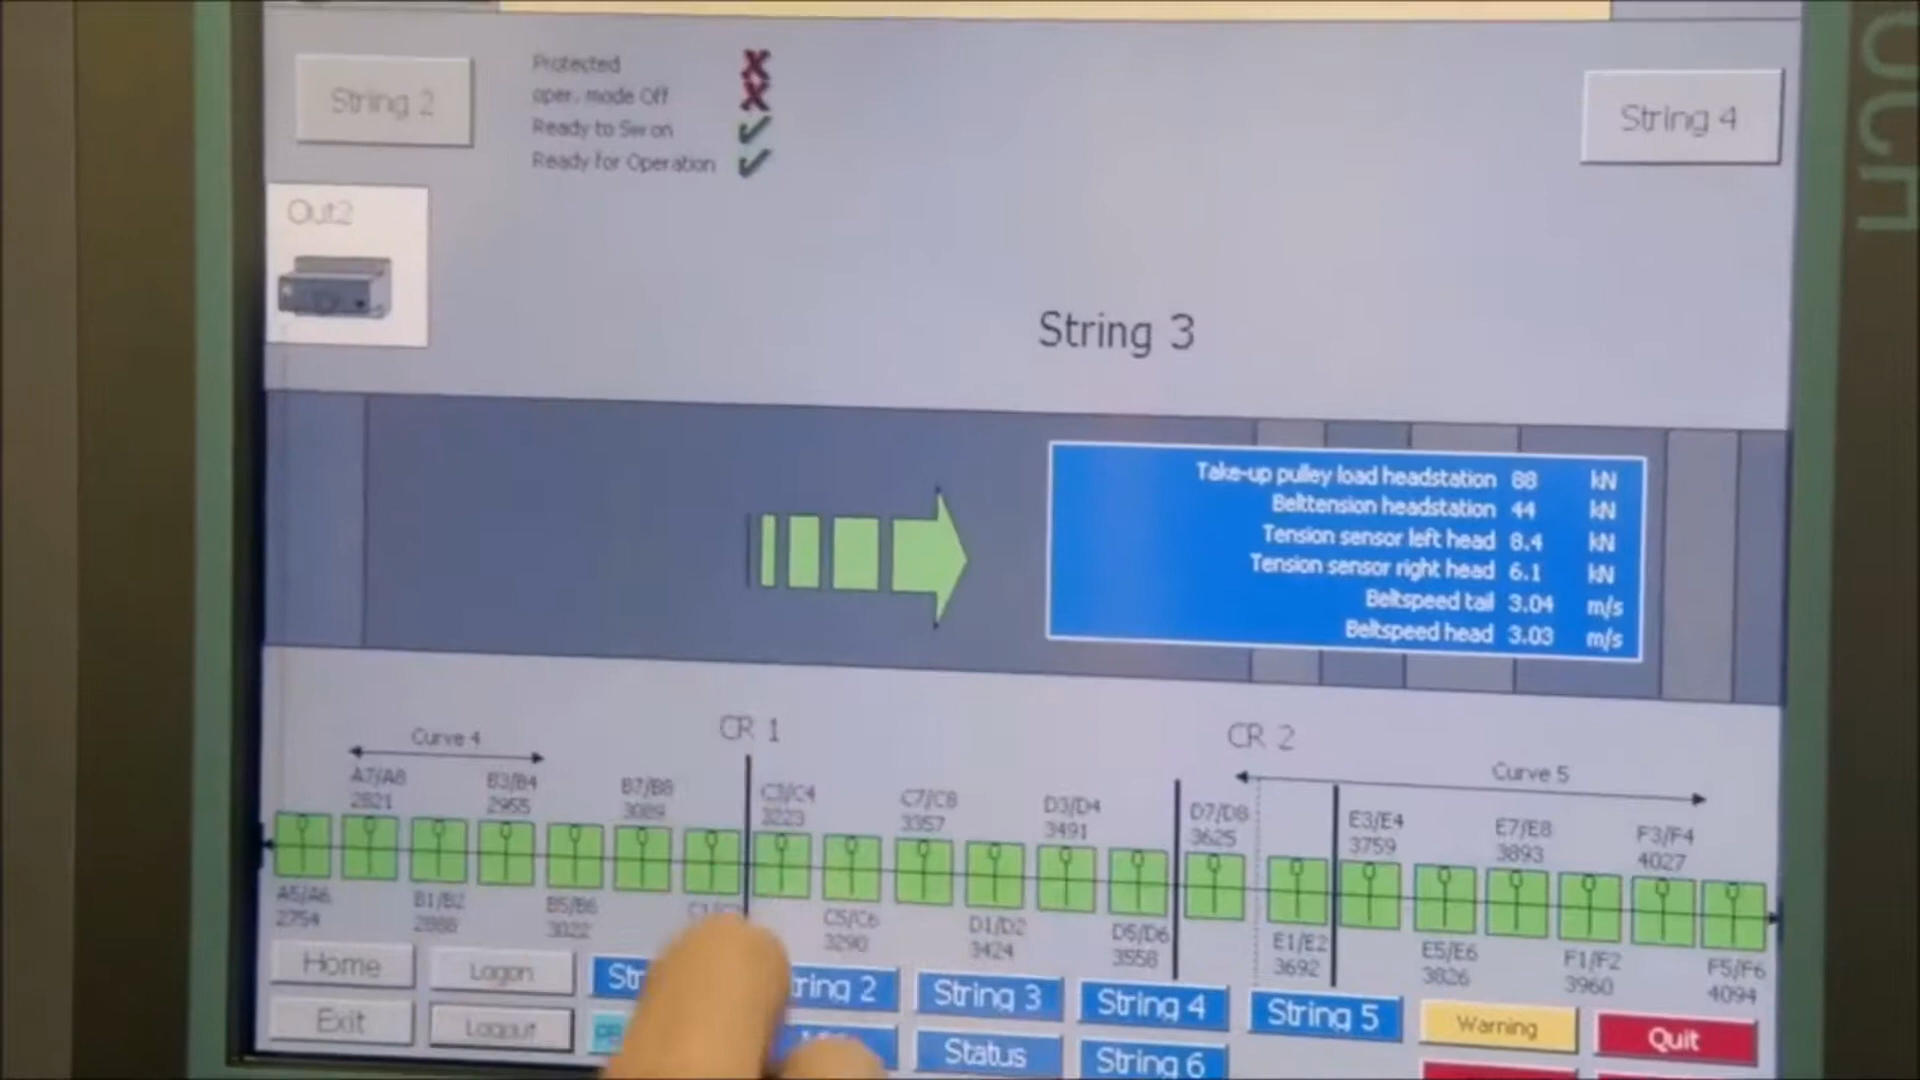 String 2
Protected
oper. mode Off
Ready to Sw on
Ready for Operation
String 4
OUCH
Out2
String 3
Take-up pulley load headstation 88 kN
Belttension headstation 44 kN
Tension sensor left head 8.4 kN
Tension sensor right head 6.1 kN
Beltspeed tail 3.04 m/s
Beltspeed head 3.03 m/s
CR 1
CR 2
Curve 4
Curve 5
A7/A8
2821
B3/B4
2955
B7/B8
3089
C3/C4
3223
C7/C8
3357
D3/D4
3491
D7/D8
3625
E3/E4
3759
E7/E8
3893
F3/F4
4027
A5/A6
2754
B1/B2
2888
B5/B6
3022
C5/C6
3290
D1/D2
3424
D5/D6
3558
E1/E2
3692
E5/E6
3826
F1/F2
3960
F5/F6
4094
Home
Logon
Str
tring 2
String 3
String 4
String 5
Warning
Quit
Exit
Logout
Status
String 6